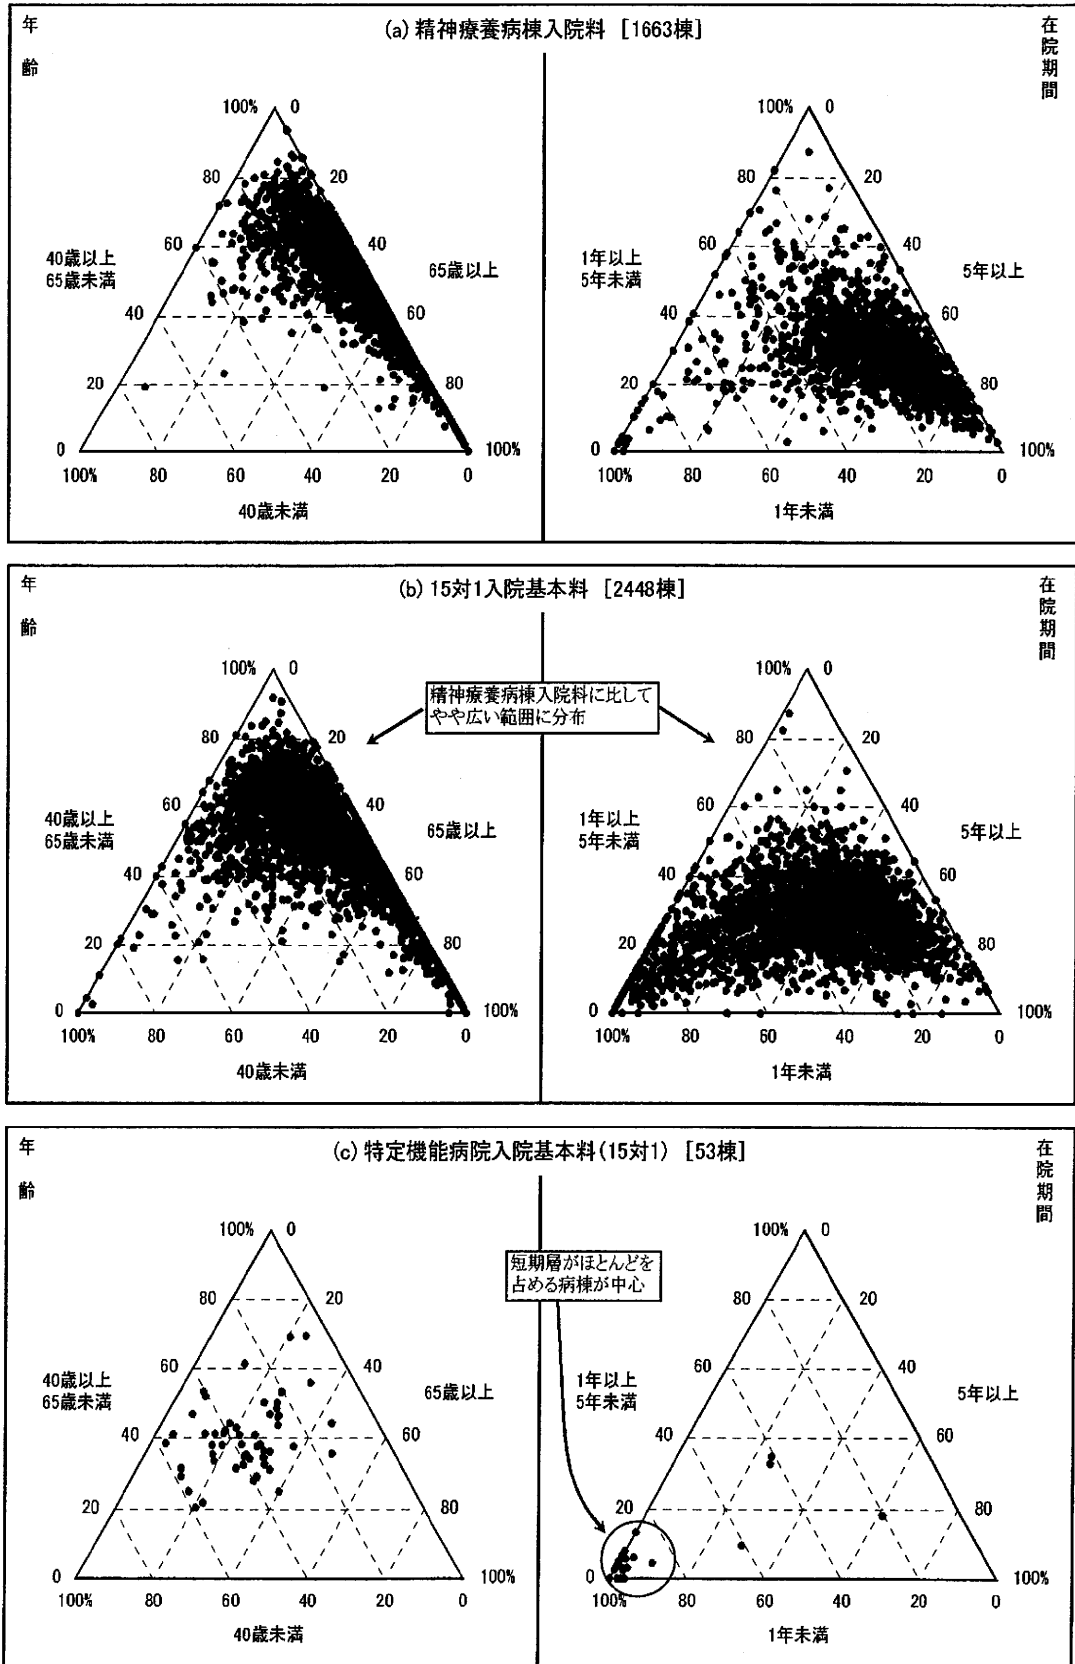 (a) 精神療養病棟入院料 [1663棟]
年齢
在院期間
100% 0
80 20
60 40
40歳以上
65歳未満
65歳以上
40 60
20 80
0 100%
100% 80 60 40 20 0
40歳未満
100% 0
80 20
60 40
1年以上
5年未満
5年以上
40 60
20 80
0 100%
100% 80 60 40 20 0
1年未満
(b) 15対1入院基本料 [2448棟]
年齢
在院期間
精神療養病棟入院料に比して
やや広い範囲に分布
100% 0
80 20
60 40
40歳以上
65歳未満
65歳以上
40 60
20 80
0 100%
100% 80 60 40 20 0
40歳未満
100% 0
80 20
60 40
1年以上
5年未満
5年以上
40 60
20 80
0 100%
100% 80 60 40 20 0
1年未満
(c) 特定機能病院入院基本料(15対1) [53棟]
年齢
在院期間
短期層がほとんどを
占める病棟が中心
100% 0
80 20
60 40
40歳以上
65歳未満
65歳以上
40 60
20 80
0 100%
100% 80 60 40 20 0
40歳未満
100% 0
80 20
60 40
1年以上
5年未満
5年以上
40 60
20 80
0 100%
100% 80 60 40 20 0
1年未満